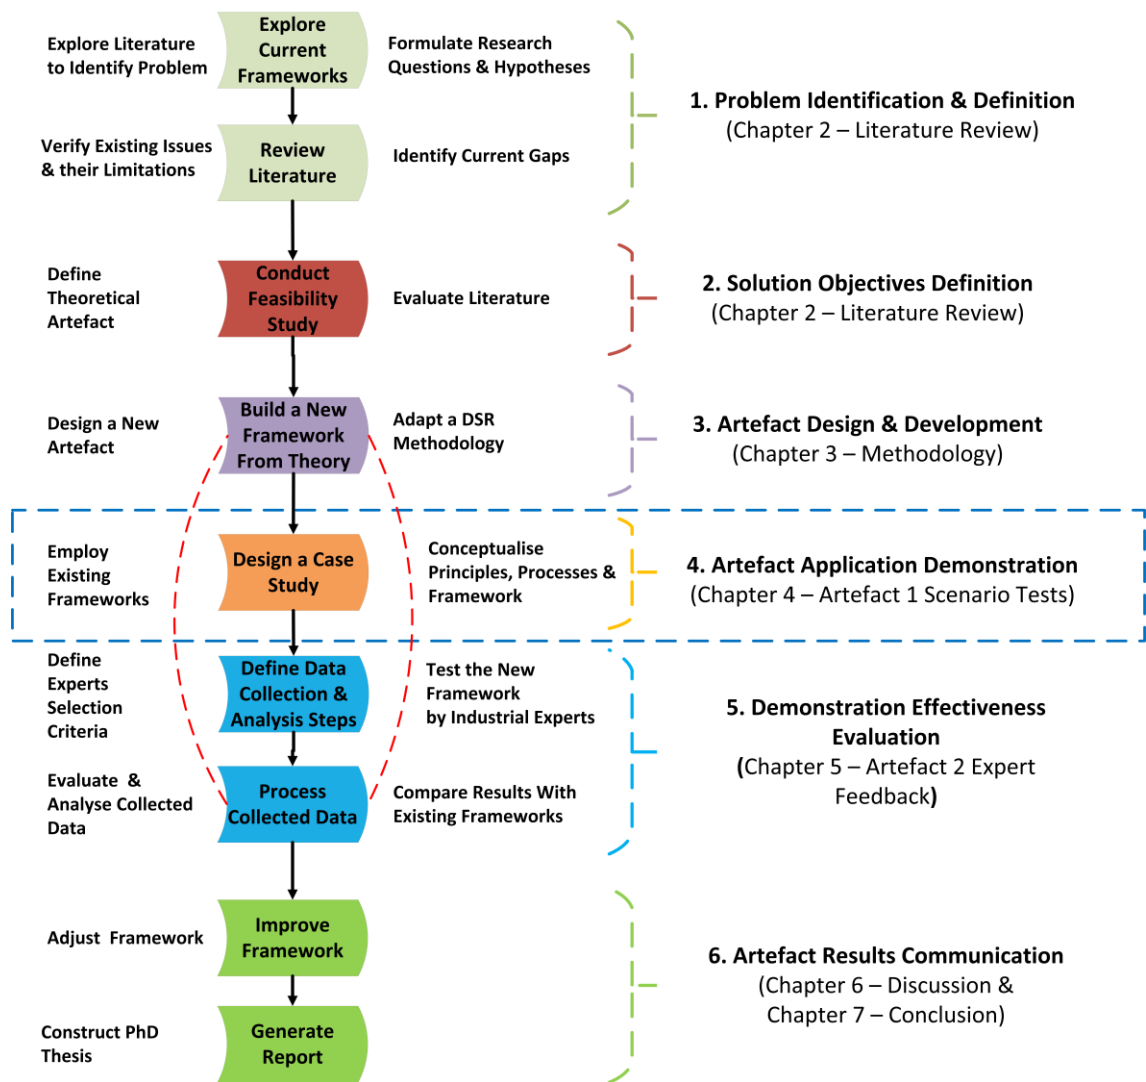 Explore Literature
to Identify Problem
Explore
Current
Frameworks
Formulate Research
Questions & Hypotheses
1. Problem Identification & Definition
(Chapter 2 – Literature Review)
Verify Existing Issues
& their Limitations
Review
Literature
Identify Current Gaps
Define
Theoretical
Artefact
Conduct
Feasibility
Study
Evaluate Literature
2. Solution Objectives Definition
(Chapter 2 – Literature Review)
Design a New
Artefact
Build a New
Framework
From Theory
Adapt a DSR
Methodology
3. Artefact Design & Development
(Chapter 3 – Methodology)
Employ
Existing
Frameworks
Design a Case
Study
Conceptualise
Principles, Processes &
Framework
4. Artefact Application Demonstration
(Chapter 4 – Artefact 1 Scenario Tests)
Define
Experts
Selection
Criteria
Define Data
Collection &
Analysis Steps
Test the New
Framework
by Industrial Experts
5. Demonstration Effectiveness
Evaluation
(Chapter 5 – Artefact 2 Expert
Feedback)
Evaluate &
Analyse Collected
Data
Process
Collected Data
Compare Results With
Existing Frameworks
Adjust Framework
Improve
Framework
6. Artefact Results Communication
(Chapter 6 – Discussion &
Chapter 7 – Conclusion)
Construct PhD
Thesis
Generate
Report